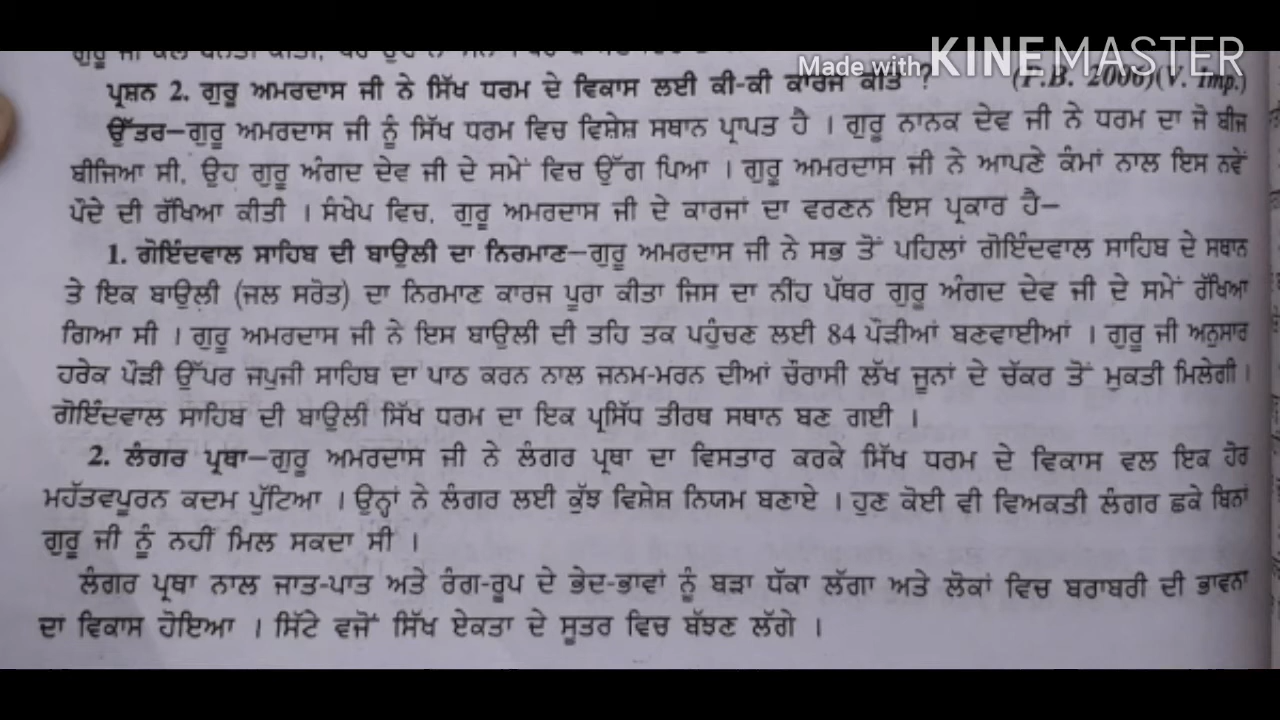 Made with KINEMASTER
ਪ੍ਰਸ਼ਨ 2. ਗੁਰੂ ਅਮਰਦਾਸ ਜੀ ਨੇ ਸਿੱਖ ਧਰਮ ਦੇ ਵਿਕਾਸ ਲਈ ਕੀ-ਕੀ ਕਾਰਜ ਕੀਤੇ ? (P.B. 2000)(V. Imp.)
ਉੱਤਰ—ਗੁਰੂ ਅਮਰਦਾਸ ਜੀ ਨੂੰ ਸਿੱਖ ਧਰਮ ਵਿਚ ਵਿਸ਼ੇਸ਼ ਸਥਾਨ ਪ੍ਰਾਪਤ ਹੈ । ਗੁਰੂ ਨਾਨਕ ਦੇਵ ਜੀ ਨੇ ਧਰਮ ਦਾ ਜੋ ਬੀਜ
ਬੀਜਿਆ ਸੀ, ਉਹ ਗੁਰੂ ਅੰਗਦ ਦੇਵ ਜੀ ਦੇ ਸਮੇਂ ਵਿਚ ਉੱਗ ਪਿਆ । ਗੁਰੂ ਅਮਰਦਾਸ ਜੀ ਨੇ ਆਪਣੇ ਕੰਮਾਂ ਨਾਲ ਇਸ ਨਵੇਂ
ਪੌਦੇ ਦੀ ਰੱਖਿਆ ਕੀਤੀ । ਸੰਖੇਪ ਵਿਚ, ਗੁਰੂ ਅਮਰਦਾਸ ਜੀ ਦੇ ਕਾਰਜਾਂ ਦਾ ਵਰਣਨ ਇਸ ਪ੍ਰਕਾਰ ਹੈ—
1. ਗੋਇੰਦਵਾਲ ਸਾਹਿਬ ਦੀ ਬਾਉਲੀ ਦਾ ਨਿਰਮਾਣ—ਗੁਰੂ ਅਮਰਦਾਸ ਜੀ ਨੇ ਸਭ ਤੋਂ ਪਹਿਲਾਂ ਗੋਇੰਦਵਾਲ ਸਾਹਿਬ ਦੇ ਸਥਾਨ
ਤੇ ਇਕ ਬਾਉਲੀ (ਜਲ ਸਰੋਤ) ਦਾ ਨਿਰਮਾਣ ਕਾਰਜ ਪੂਰਾ ਕੀਤਾ ਜਿਸ ਦਾ ਨੀਂਹ ਪੱਥਰ ਗੁਰੂ ਅੰਗਦ ਦੇਵ ਜੀ ਦੇ ਸਮੇਂ ਰੱਖਿਆ
ਗਿਆ ਸੀ । ਗੁਰੂ ਅਮਰਦਾਸ ਜੀ ਨੇ ਇਸ ਬਾਉਲੀ ਦੀ ਤਹਿ ਤਕ ਪਹੁੰਚਣ ਲਈ 84 ਪੌੜੀਆਂ ਬਣਵਾਈਆਂ । ਗੁਰੂ ਜੀ ਅਨੁਸਾਰ
ਹਰੇਕ ਪੌੜੀ ਉੱਪਰ ਜਪੁਜੀ ਸਾਹਿਬ ਦਾ ਪਾਠ ਕਰਨ ਨਾਲ ਜਨਮ-ਮਰਨ ਦੀਆਂ ਚੌਰਾਸੀ ਲੱਖ ਜੂਨਾਂ ਦੇ ਚੱਕਰ ਤੋਂ ਮੁਕਤੀ ਮਿਲੇਗੀ।
ਗੋਇੰਦਵਾਲ ਸਾਹਿਬ ਦੀ ਬਾਉਲੀ ਸਿੱਖ ਧਰਮ ਦਾ ਇਕ ਪ੍ਰਸਿੱਧ ਤੀਰਥ ਸਥਾਨ ਬਣ ਗਈ ।
2. ਲੰਗਰ ਪ੍ਰਥਾ—ਗੁਰੂ ਅਮਰਦਾਸ ਜੀ ਨੇ ਲੰਗਰ ਪ੍ਰਥਾ ਦਾ ਵਿਸਤਾਰ ਕਰਕੇ ਸਿੱਖ ਧਰਮ ਦੇ ਵਿਕਾਸ ਵਲ ਇਕ ਹੋਰ
ਮਹੱਤਵਪੂਰਨ ਕਦਮ ਪੁੱਟਿਆ । ਉਨ੍ਹਾਂ ਨੇ ਲੰਗਰ ਲਈ ਕੁੱਝ ਵਿਸ਼ੇਸ਼ ਨਿਯਮ ਬਣਾਏ । ਹੁਣ ਕੋਈ ਵੀ ਵਿਅਕਤੀ ਲੰਗਰ ਛਕੇ ਬਿਨਾਂ
ਗੁਰੂ ਜੀ ਨੂੰ ਨਹੀਂ ਮਿਲ ਸਕਦਾ ਸੀ ।
ਲੰਗਰ ਪ੍ਰਥਾ ਨਾਲ ਜਾਤ-ਪਾਤ ਅਤੇ ਰੰਗ-ਰੂਪ ਦੇ ਭੇਦ-ਭਾਵਾਂ ਨੂੰ ਬੜਾ ਧੱਕਾ ਲੱਗਾ ਅਤੇ ਲੋਕਾਂ ਵਿਚ ਬਰਾਬਰੀ ਦੀ ਭਾਵਨਾ
ਦਾ ਵਿਕਾਸ ਹੋਇਆ । ਸਿੱਟੇ ਵਜੋਂ ਸਿੱਖ ਏਕਤਾ ਦੇ ਸੂਤਰ ਵਿਚ ਬੱਝਣ ਲੱਗੇ ।